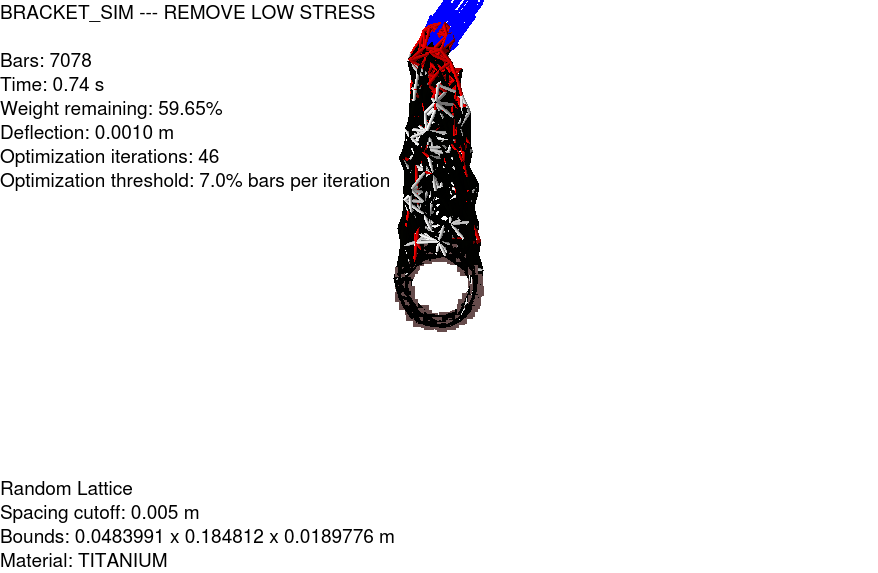 BRACKET_SIM --- REMOVE LOW STRESS
Bars: 7078
Time: 0.74 s
Weight remaining: 59.65%
Deflection: 0.0010 m
Optimization iterations: 46
Optimization threshold: 7.0% bars per iteration
Random Lattice
Spacing cutoff: 0.005 m
Bounds: 0.0483991 x 0.184812 x 0.0189776 m
Material: TITANIUM